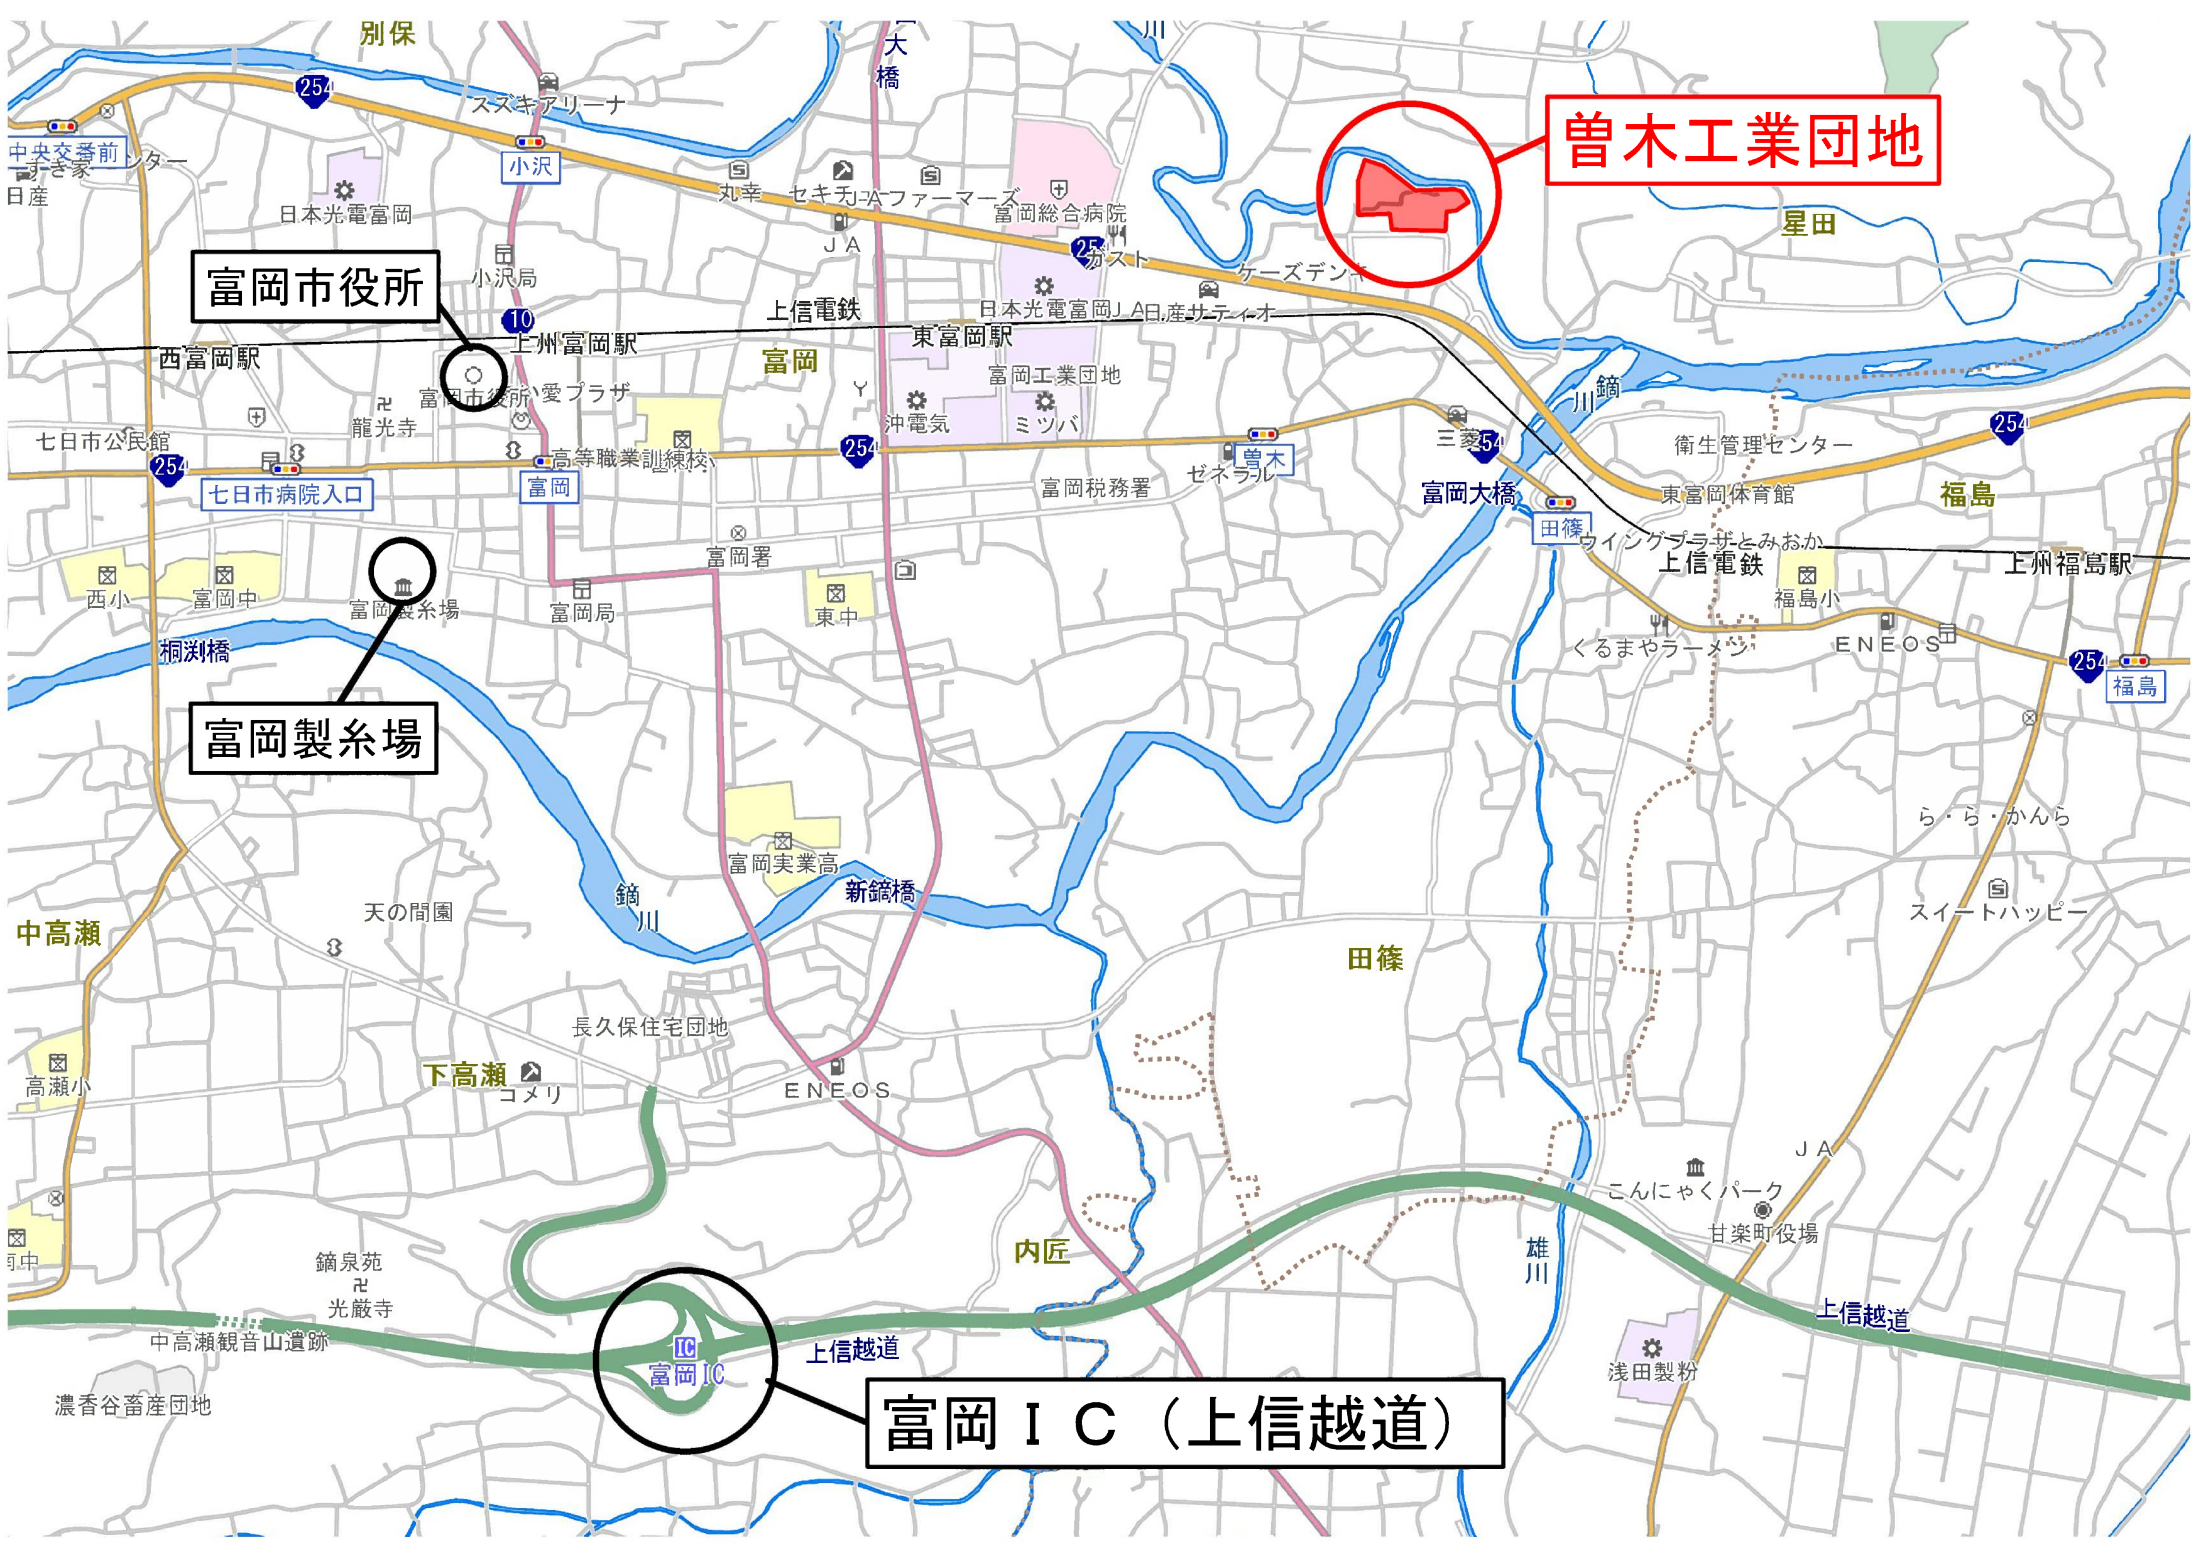 別保
大橋
川
254
スズキアリーナ
曽木工業団地
中央交番前
すき家
ンター
日産
小沢
丸幸
セキチ
JAファーマーズ
日本光電富岡
富岡総合病院
星田
JA
ガスト
小沢局
富岡市役所
ケーズデンキ
日本光電富岡
JA
日産サティオ
上信電鉄
10
上州富岡駅
東富岡駅
西富岡駅
富岡
富岡工業団地
富岡市役所
い愛プラザ
鏑川
龍光寺
沖電気
ミツバ
254
七日市公民館
三菱
衛生管理センター
254
254
高等職業訓練校
曽木
ゼネラル
七日市病院入口
富岡
富岡税務署
富岡大橋
東富岡体育館
福島
田篠
ウイングプラザとみおか
富岡署
上信電鉄
上州福島駅
西小
富岡中
富岡製糸場
富岡局
東中
福島小
桐渕橋
くるまやラーメン
ENEOS
254
福島
富岡製糸場
ら・ら・かんら
富岡実業高
新鏑橋
鏑川
天の間園
スイートハッピー
中高瀬
田篠
長久保住宅団地
下高瀬
コメリ
ENEOS
高瀬小
JA
こんにゃくパーク
甘楽町役場
南中
鏑泉苑
内匠
雄川
光厳寺
上信越道
中高瀬観音山遺跡
IC
富岡IC
上信越道
浅田製粉
濃香谷畜産団地
富岡IC（上信越道）